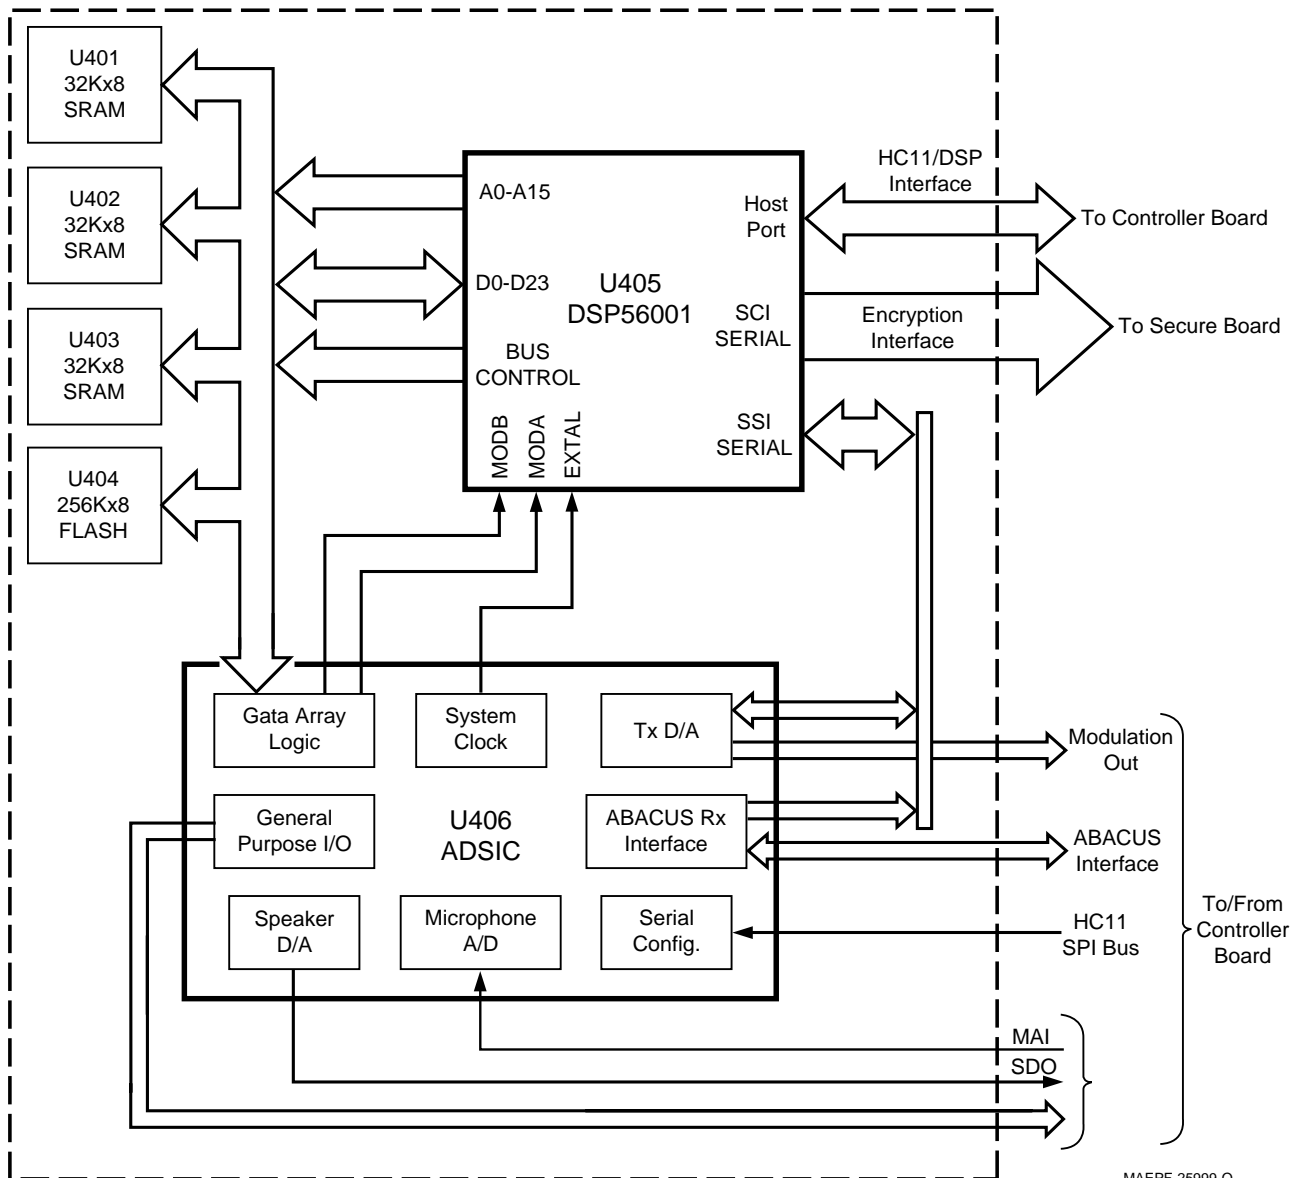 U401
32Kx8
SRAM
U402
32Kx8
SRAM
U403
32Kx8
SRAM
U404
256Kx8
FLASH
A0-A15
D0-D23
BUS
CONTROL
MODB
MODA
EXTAL
U405
DSP56001
Host
Port
SCI
SERIAL
SSI
SERIAL
HC11/DSP
Interface
To Controller Board
Encryption
Interface
To Secure Board
Gata Array
Logic
System
Clock
Tx D/A
General
Purpose I/O
U406
ADSIC
ABACUS Rx
Interface
Speaker
D/A
Microphone
A/D
Serial
Config.
Modulation
Out
ABACUS
Interface
HC11
SPI Bus
To/From
Controller
Board
MAI
SDO
MAEPF-25099-O